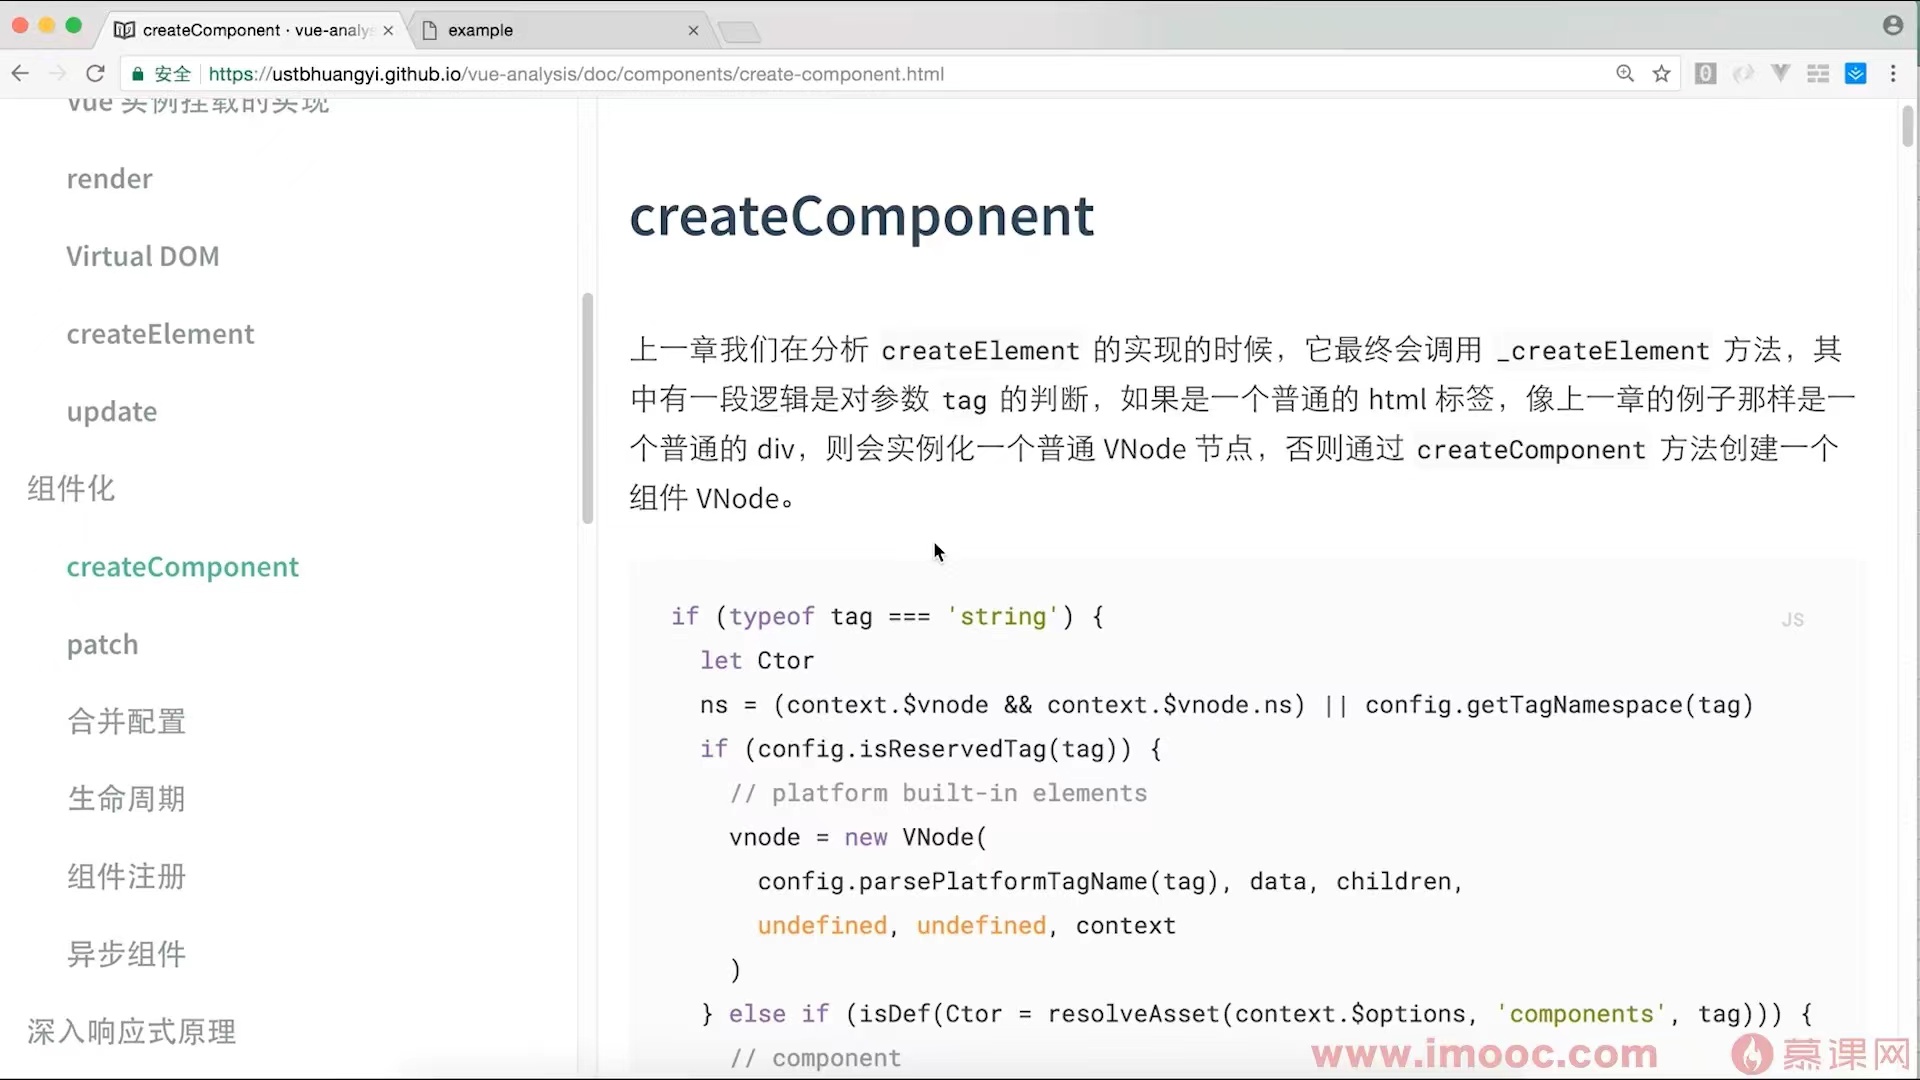 createComponent · vue-analys
example
安全
https://ustbhuangyi.github.io/vue-analysis/doc/components/create-component.html
Vue 实例挂载的实现
render
Virtual DOM
createElement
update
组件化
createComponent
patch
合并配置
生命周期
组件注册
异步组件
深入响应式原理
createComponent
上一章我们在分析 createElement 的实现的时候，它最终会调用 _createElement 方法，其
中有一段逻辑是对参数 tag 的判断，如果是一个普通的 html 标签，像上一章的例子那样是一
个普通的 div，则会实例化一个普通 VNode 节点，否则通过 createComponent 方法创建一个
组件 VNode。
JS
if (typeof tag === 'string') {
let Ctor
ns = (context.$vnode && context.$vnode.ns) || config.getTagNamespace(tag)
if (config.isReservedTag(tag)) {
// platform built-in elements
vnode = new VNode(
config.parsePlatformTagName(tag), data, children,
undefined, undefined, context
)
} else if (isDef(Ctor = resolveAsset(context.$options, 'components', tag))) {
// component
www.imooc.com
慕课网